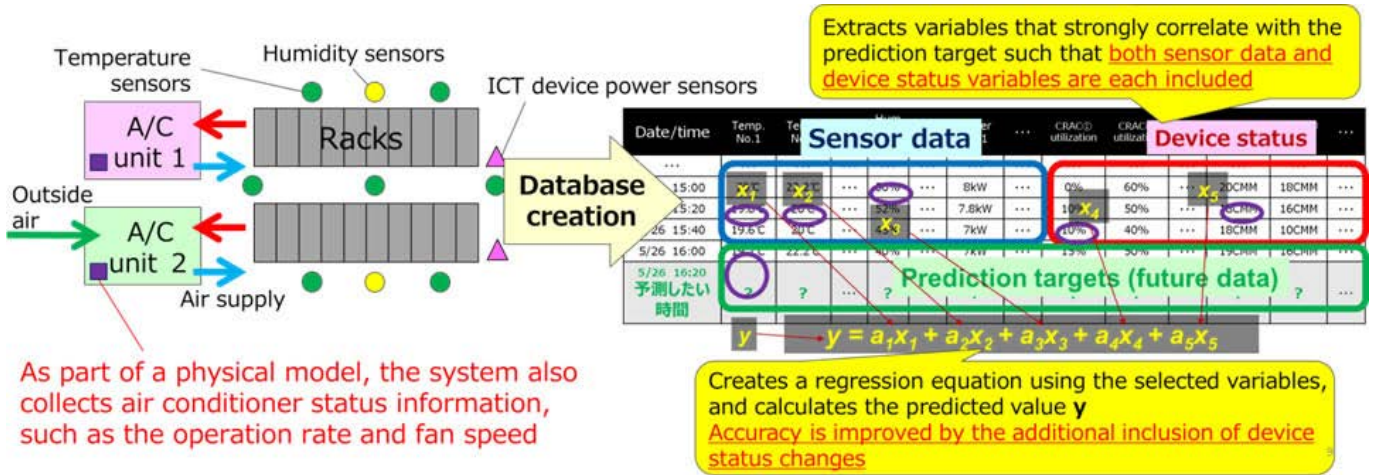 Temperature
sensors
Humidity sensors
ICT device power sensors
A/C
unit 1
Racks
Outside
air
A/C
unit 2
Air supply
Database
creation
As part of a physical model, the system also
collects air conditioner status information,
such as the operation rate and fan speed
Extracts variables that strongly correlate with the
prediction target such that both sensor data and
device status variables are each included
Sensor data
Device status
Date/time Temp. No.1 ··· CRAC① utilization ···
···
15:00 x1 x2 ··· ··· 8kW ··· 0% 60% ··· x5 20CMM 18CMM ···
15:20 ··· 52% ··· 7.8kW ··· x4 50% ··· 16CMM ···
26 15:40 19.6℃ 20℃ ··· x3 ··· 7kW ··· 10% 40% ··· 18CMM 10CMM ···
5/26 16:00 22.2℃ 16CMM ···
Prediction targets (future data)
5/26 16:20
予測したい
時間
? ? ··· ? ? ···
y y = a1x1 + a2x2 + a3x3 + a4x4 + a5x5
Creates a regression equation using the selected variables,
and calculates the predicted value y
Accuracy is improved by the additional inclusion of device
status changes